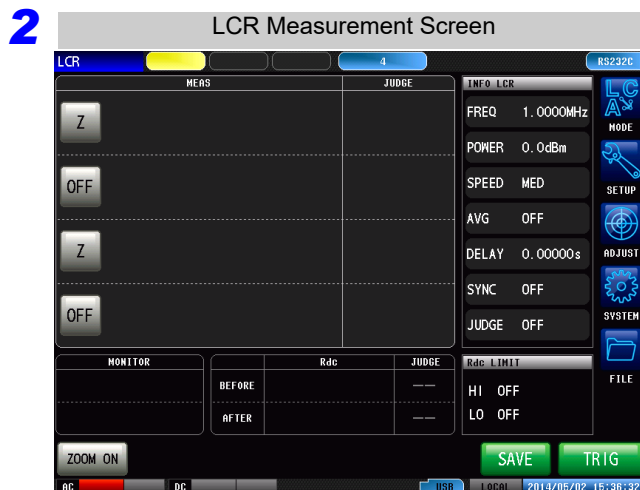 2 LCR Measurement Screen
LCR 4 RS232C
MEAS JUDGE INFO LCR
Z
OFF
Z
OFF
FREQ 1.0000MHz
POWER 0.0dBm
SPEED MED
AVG OFF
DELAY 0.00000s
SYNC OFF
JUDGE OFF
LCA
MODE
SETUP
ADJUST
SYSTEM
FILE
MONITOR Rdc JUDGE Rdc LIMIT
BEFORE ––
AFTER ––
HI OFF
LO OFF
ZOOM ON SAVE TRIG
AC DC USB LOCAL 2014/05/02 15:36:32